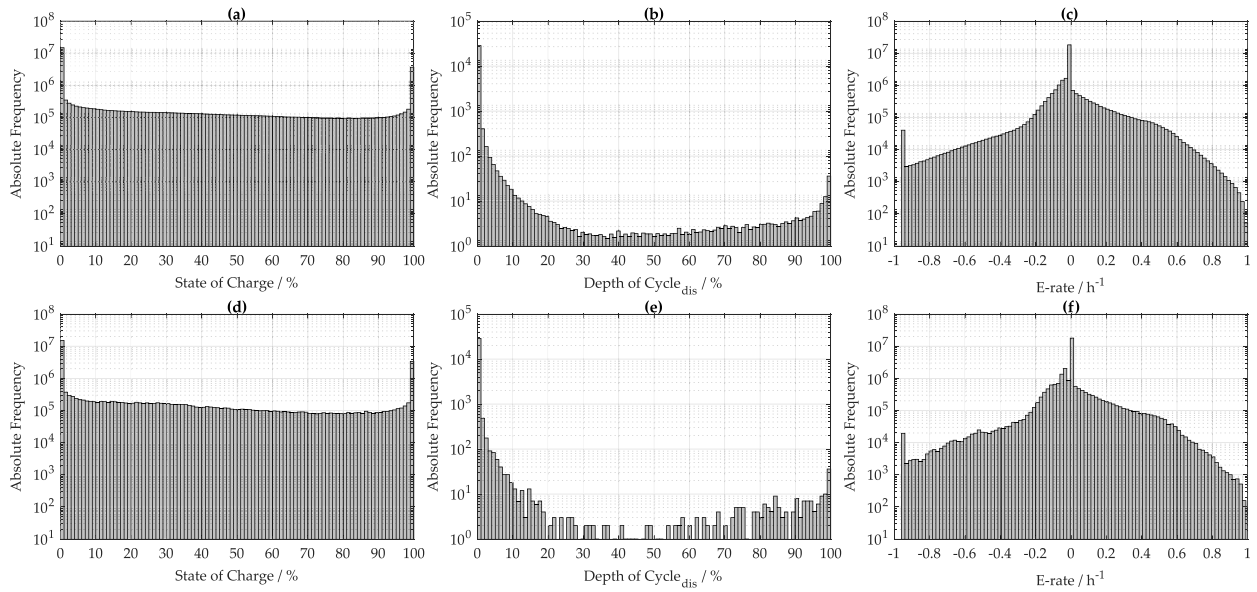 (a) (b) (c)
10^8 10^7 10^6 10^5 10^4 10^3 10^2 10^1
Absolute Frequency
0 10 20 30 40 50 60 70 80 90 100
State of Charge / %
10^5 10^4 10^3 10^2 10^1 10^0
Absolute Frequency
0 10 20 30 40 50 60 70 80 90 100
Depth of Cycle_dis / %
10^8 10^7 10^6 10^5 10^4 10^3 10^2 10^1
Absolute Frequency
-1 -0.8 -0.6 -0.4 -0.2 0 0.2 0.4 0.6 0.8 1
E-rate / h^-1
(d) (e) (f)
10^8 10^7 10^6 10^5 10^4 10^3 10^2 10^1
Absolute Frequency
0 10 20 30 40 50 60 70 80 90 100
State of Charge / %
10^5 10^4 10^3 10^2 10^1 10^0
Absolute Frequency
0 10 20 30 40 50 60 70 80 90 100
Depth of Cycle_dis / %
10^8 10^7 10^6 10^5 10^4 10^3 10^2 10^1
Absolute Frequency
-1 -0.8 -0.6 -0.4 -0.2 0 0.2 0.4 0.6 0.8 1
E-rate / h^-1